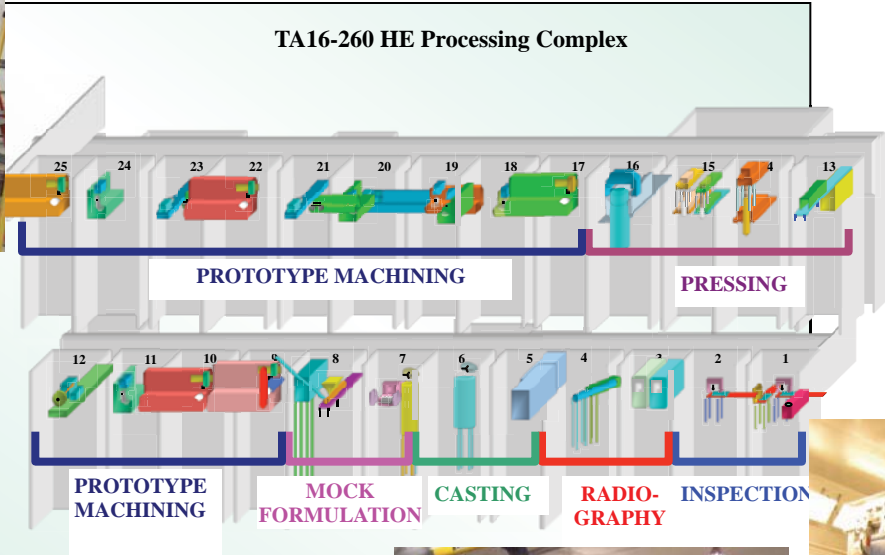 TA16-260 HE Processing Complex
25 24 23 22 21 20 19 18 17 16 15 4 13
PROTOTYPE MACHINING
PRESSING
12 11 10 9 8 7 6 5 4 3 2 1
PROTOTYPE
MACHINING
MOCK
FORMULATION
CASTING
RADIO-
GRAPHY
INSPECTION